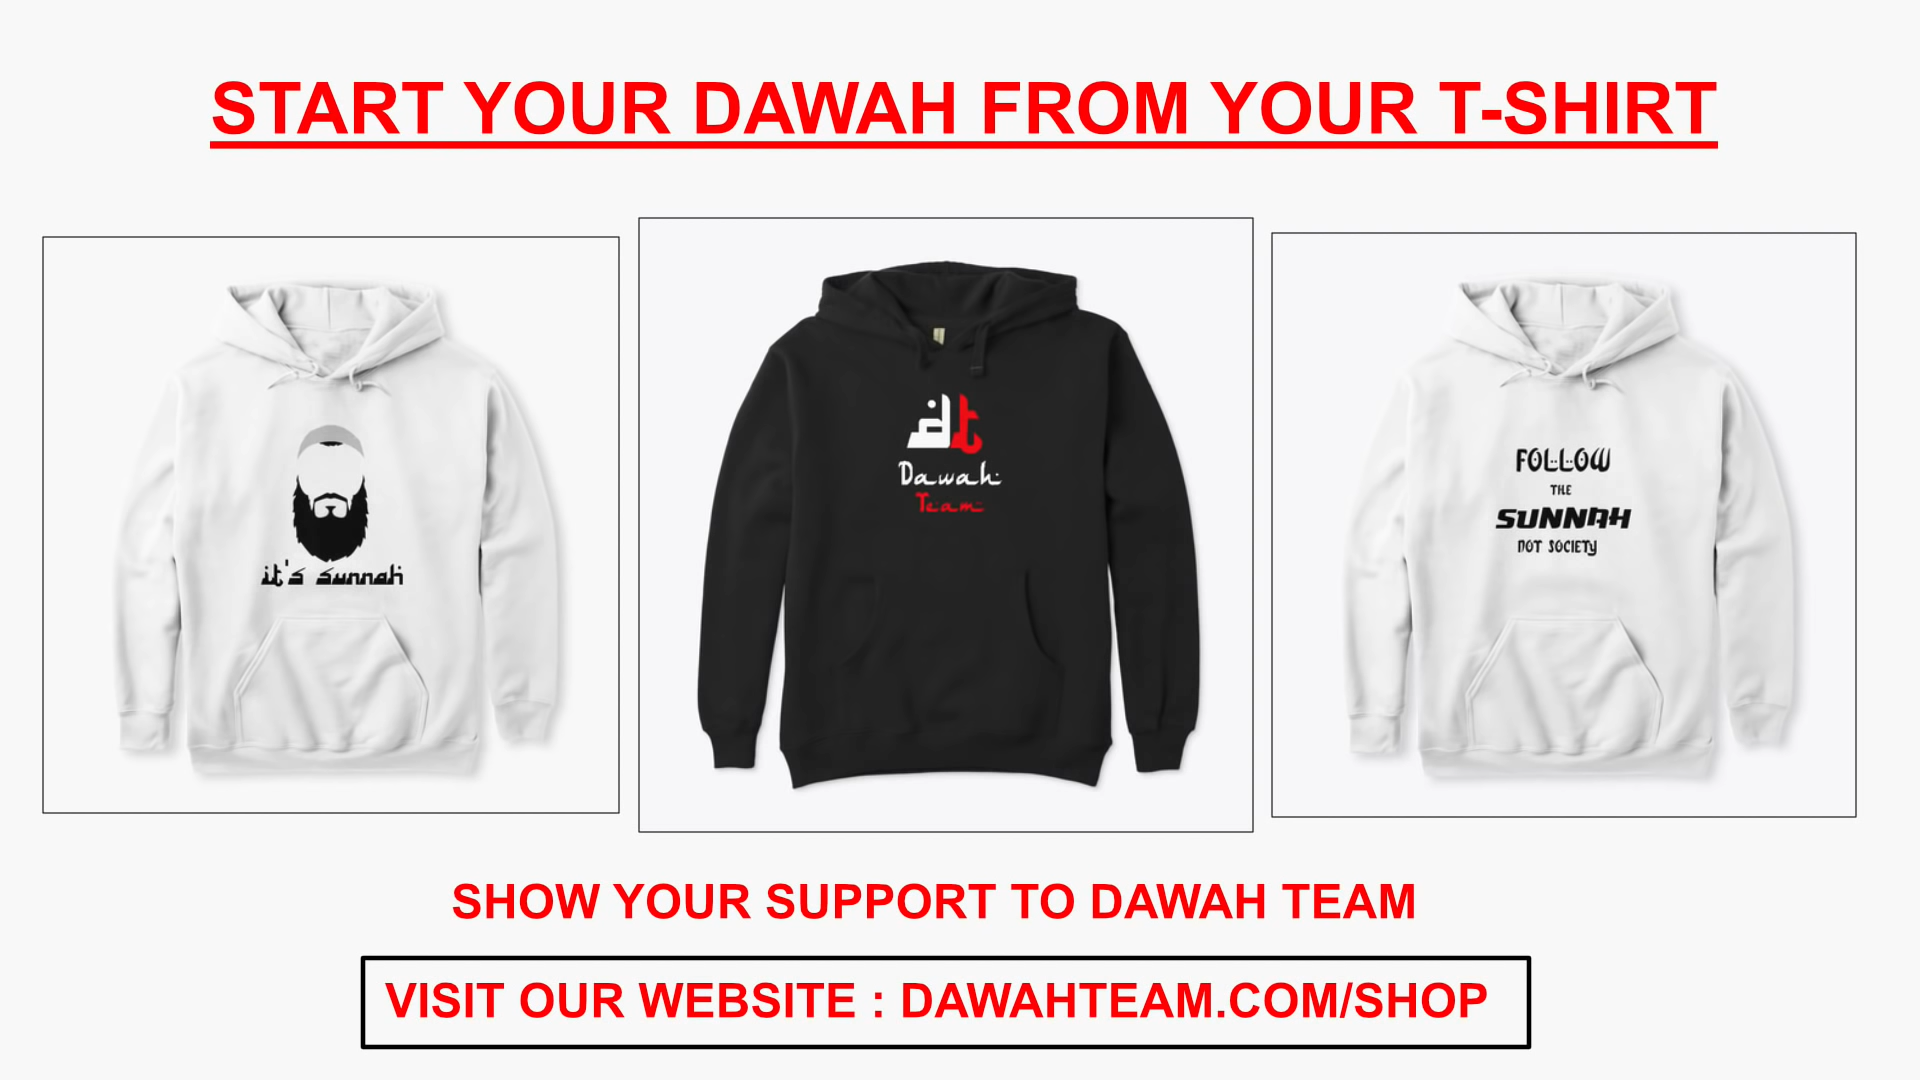 START YOUR DAWAH FROM YOUR T-SHIRT
it's sunnah
dt
Dawah
Team
FOLLOW
THE
SUNNAH
NOT SOCIETY
SHOW YOUR SUPPORT TO DAWAH TEAM
VISIT OUR WEBSITE : DAWAHTEAM.COM/SHOP